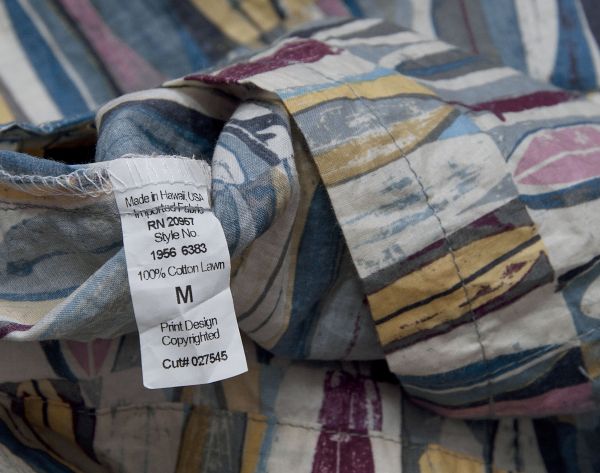 Made in Hawaii, USA
Imported Fabric
RN 20957
Style No.
1956 6383
100% Cotton Lawn
M
Print Design
Copyrighted
Cut# 027545